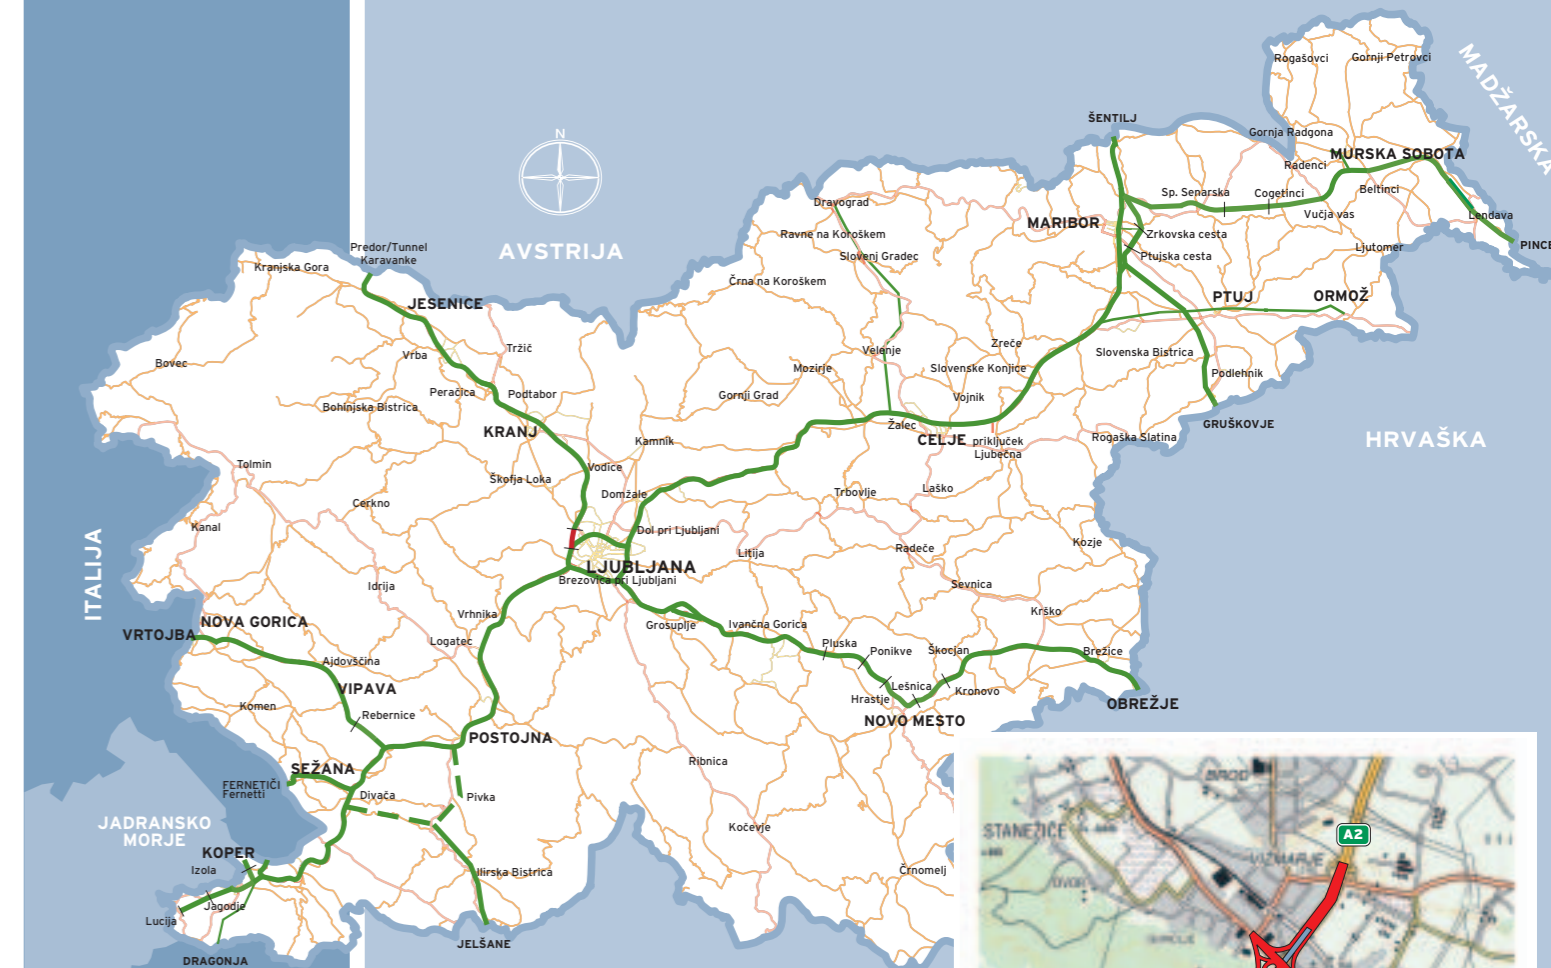 Rogašovci
Gornji Petrovci
MADŽARSKA
ŠENTILJ
Gornja Radgona
MURSKA SOBOTA
Radenci
N
Dravograd
Sp. Senarska
Cogetinci
Beltinci
Vučja vas
Lendava
MARIBOR
Ravne na Koroškem
Zrkovska cesta
Predor/Tunnel
Karavanke
AVSTRIJA
Slovenj Gradec
Ptujska cesta
Ljutomer
PINCE
Kranjska Gora
Črna na Koroškem
JESENICE
PTUJ
ORMOŽ
Bovec
Vrba
Tržič
Velenje
Zreče
Slovenska Bistrica
Mozirje
Slovenske Konjice
Podlehnik
Peračica
Podtabor
Gornji Grad
Vojnik
Bohinjska Bistrica
KRANJ
Kamnik
Žalec
CELJE
priključek
Ljubečna
Rogaška Slatina
GRUŠKOVJE
HRVAŠKA
Tolmin
Škofja Loka
Vodice
Domžale
Trbovlje
Laško
Cerkno
Kanal
Dol pri Ljubljani
Litija
Radeče
Kozje
ITALIJA
LJUBLJANA
Brezovica pri Ljubljani
Idrija
Sevnica
Krško
Vrhnika
NOVA GORICA
VRTOJBA
Logatec
Grosuplje
Ivančna Gorica
Pluska
Ponikve
Škocjan
Brežice
Ajdovščina
VIPAVA
Lešnica
Kronovo
Hrastje
OBREŽJE
Komen
Rebernice
NOVO MESTO
POSTOJNA
SEŽANA
Ribnica
FERNETIČI
Fernetti
Divača
Pivka
JADRANSKO
MORJE
Kočevje
STANEŽIČE
BROD
A2
VIŽMARJE
DVOR
KOPER
Izola
Ilirska Bistrica
Črnomelj
Jagodje
Lucija
JELŠANE
DRAGONJA